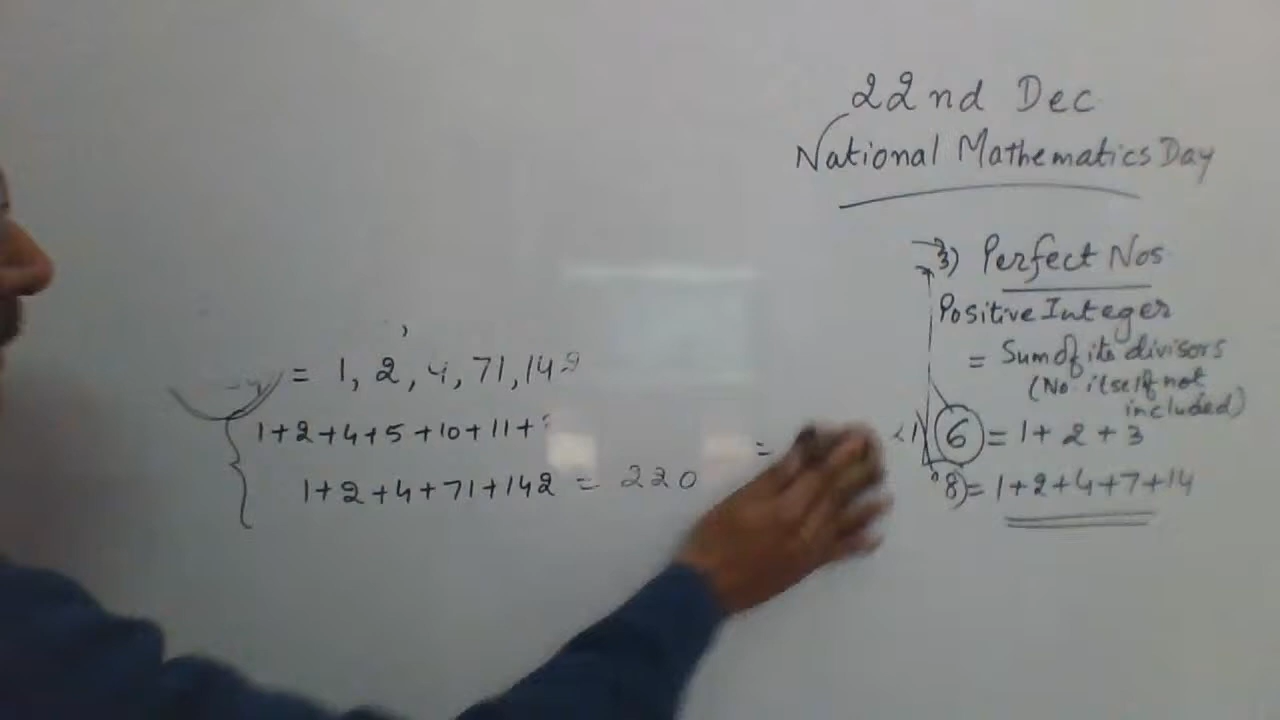 22nd Dec
National Mathematics Day
3) Perfect Nos
Positive Integer
= Sum of its divisors
(No itself not
included)
6 = 1 + 2 + 3
8) = 1+2+4+7+14
= 1, 2, 4, 71, 142
1+2+4+5+10+11+
1+2+4+71+142 = 220
=